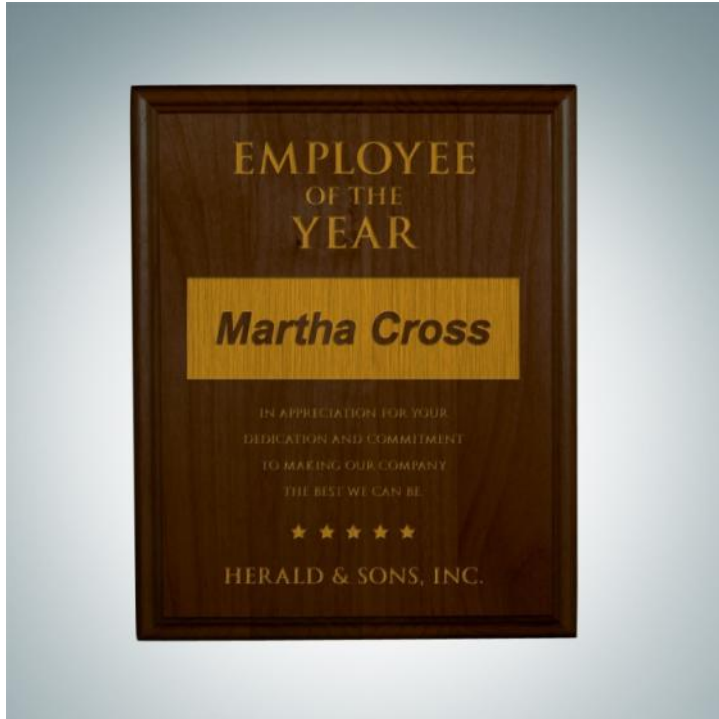 EMPLOYEE
OF THE
YEAR
Martha Cross
IN APPRECIATION FOR YOUR
DEDICATION AND COMMITMENT
TO MAKING OUR COMPANY
THE BEST WE CAN BE.
HERALD & SONS, INC.